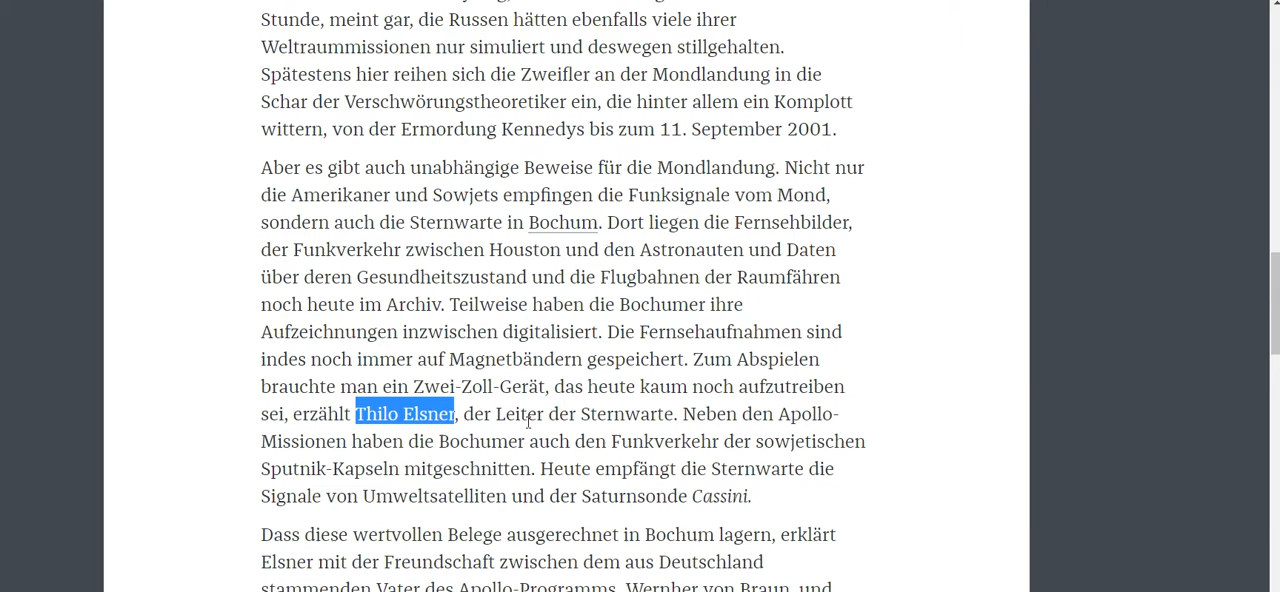 Stunde, meint gar, die Russen hätten ebenfalls viele ihrer
Weltraummissionen nur simuliert und deswegen stillgehalten.
Spätestens hier reihen sich die Zweifler an der Mondlandung in die
Schar der Verschwörungstheoretiker ein, die hinter allem ein Komplott
wittern, von der Ermordung Kennedys bis zum 11. September 2001.
Aber es gibt auch unabhängige Beweise für die Mondlandung. Nicht nur
die Amerikaner und Sowjets empfingen die Funksignale vom Mond,
sondern auch die Sternwarte in Bochum. Dort liegen die Fernsehbilder,
der Funkverkehr zwischen Houston und den Astronauten und Daten
über deren Gesundheitszustand und die Flugbahnen der Raumfähren
noch heute im Archiv. Teilweise haben die Bochumer ihre
Aufzeichnungen inzwischen digitalisiert. Die Fernsehaufnahmen sind
indes noch immer auf Magnetbändern gespeichert. Zum Abspielen
brauchte man ein Zwei-Zoll-Gerät, das heute kaum noch aufzutreiben
sei, erzählt Thilo Elsner, der Leiter der Sternwarte. Neben den Apollo-
Missionen haben die Bochumer auch den Funkverkehr der sowjetischen
Sputnik-Kapseln mitgeschnitten. Heute empfängt die Sternwarte die
Signale von Umweltsatelliten und der Saturnsonde Cassini.
Dass diese wertvollen Belege ausgerechnet in Bochum lagern, erklärt
Elsner mit der Freundschaft zwischen dem aus Deutschland
stammenden Vater des Apollo-Programms, Wernher von Braun, und